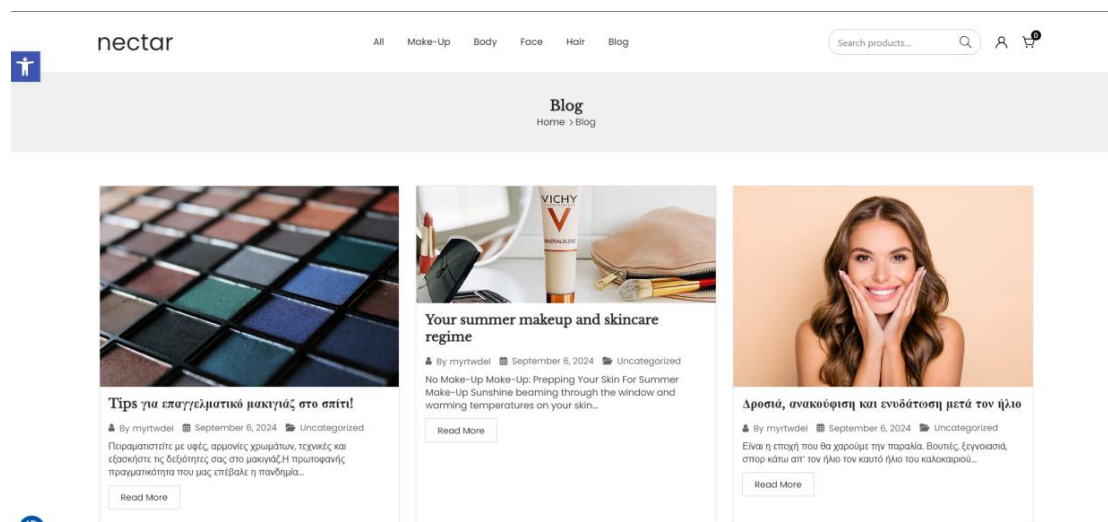 nectar
All Make-Up Body Face Hair Blog
Search products...
0
Blog
Home > Blog
VICHY
MINERALBLEND
Tips για επαγγελματικό μακιγιάζ στο σπίτι!
By myrtwdel September 6, 2024 Uncategorized
Πειραματιστείτε με υφές, αρμονίες χρωμάτων, τεχνικές και
εξασκήστε τις δεξιότητες σας στο μακιγιάζ.Η πρωτοφανής
πραγματικότητα που μας επέβαλε η πανδημία...
Read More
Your summer makeup and skincare
regime
By myrtwdel September 6, 2024 Uncategorized
No Make-Up Make-Up: Prepping Your Skin For Summer
Make-Up Sunshine beaming through the window and
warming temperatures on your skin...
Read More
Δροσιά, ανακούφιση και ενυδάτωση μετά τον ήλιο
By myrtwdel September 6, 2024 Uncategorized
Είναι η εποχή που θα χαρούμε την παραλία. Βουτιές, ξεγνοιασιά,
σπορ κάτω απ' τον ήλιο τον καυτό ήλιο του καλοκαιριού...
Read More